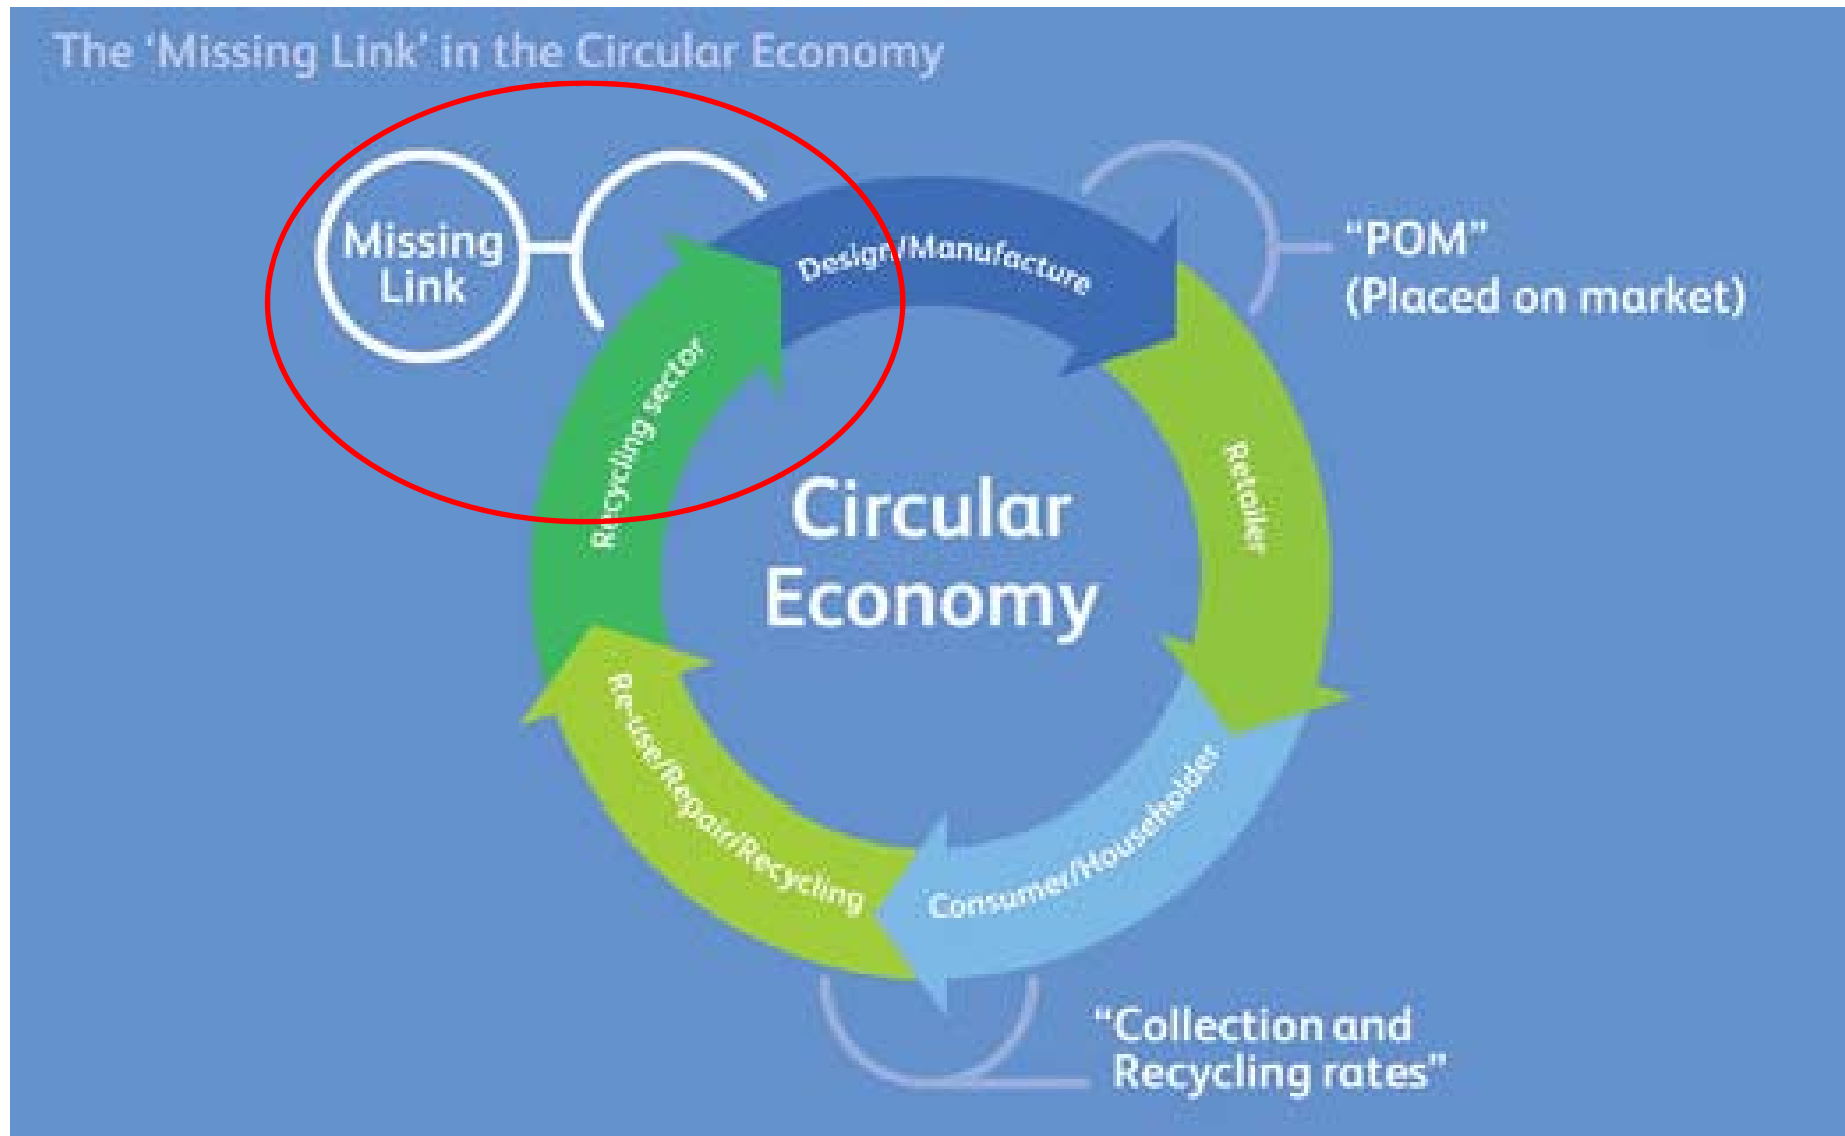 The ‘Missing Link’ in the Circular Economy
Missing
Link
Design/Manufacture
“POM”
(Placed on market)
Recycling sector
Retailer
Circular
Economy
Re-use/Repair/Recycling
Consumer/Householder
“Collection and
Recycling rates”